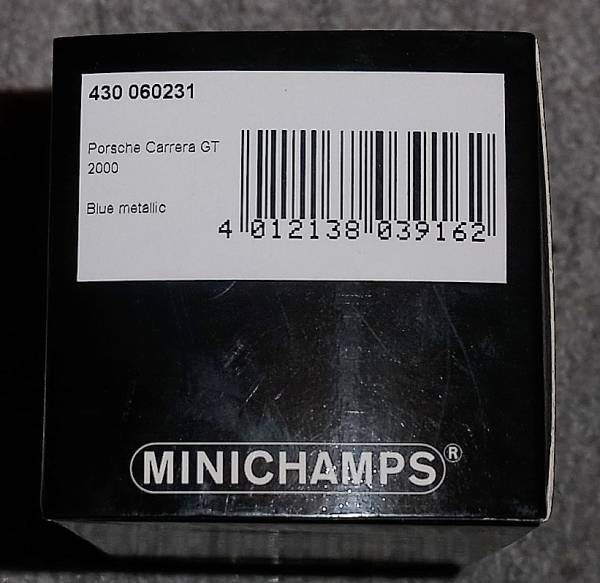 430 060231
Porsche Carrera GT
2000
Blue metallic
4 012138 039162
MINICHAMPS®